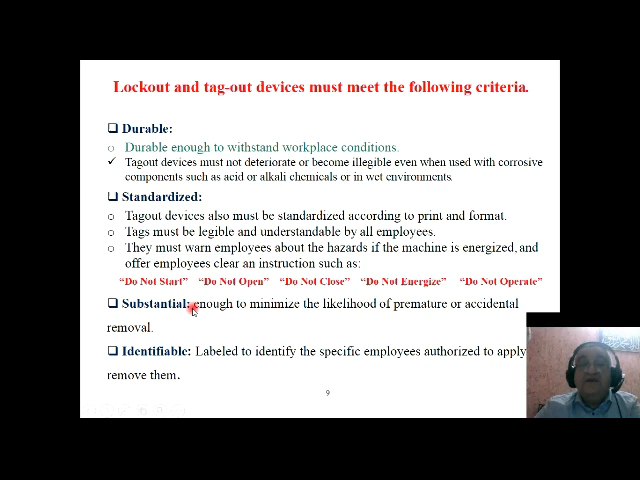 Lockout and tag-out devices must meet the following criteria.
❑ Durable:
o Durable enough to withstand workplace conditions.
✓ Tagout devices must not deteriorate or become illegible even when used with corrosive
components such as acid or alkali chemicals or in wet environments.
❑ Standardized:
o Tagout devices also must be standardized according to print and format.
o Tags must be legible and understandable by all employees.
o They must warn employees about the hazards if the machine is energized, and
offer employees clear an instruction such as:
“Do Not Start” “Do Not Open” “Do Not Close” “Do Not Energize” “Do Not Operate”
❑ Substantial: enough to minimize the likelihood of premature or accidental
removal.
❑ Identifiable: Labeled to identify the specific employees authorized to apply
remove them.
9